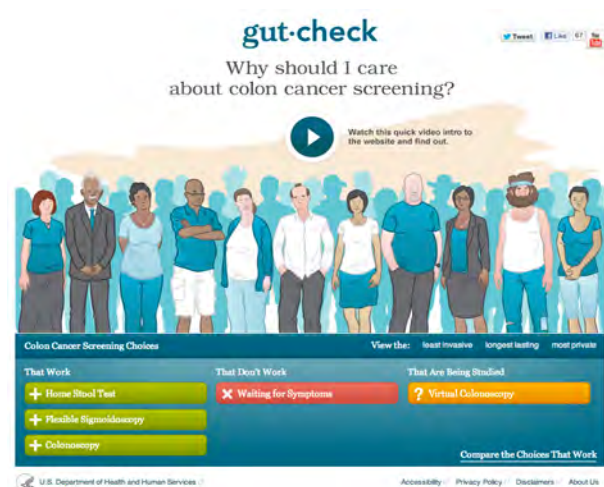 gut·check
Tweet Like 67
Why should I care
about colon cancer screening?
Watch this quick video intro to
the website and find out.
Colon Cancer Screening Choices
View the: least invasive longest lasting most private
That Work
+ Home Stool Test
+ Flexible Sigmoidoscopy
+ Colonoscopy
That Don't Work
× Waiting for Symptoms
That Are Being Studied
? Virtual Colonoscopy
Compare the Choices That Work
U.S. Department of Health and Human Services
Accessibility Privacy Policy Disclaimers About Us